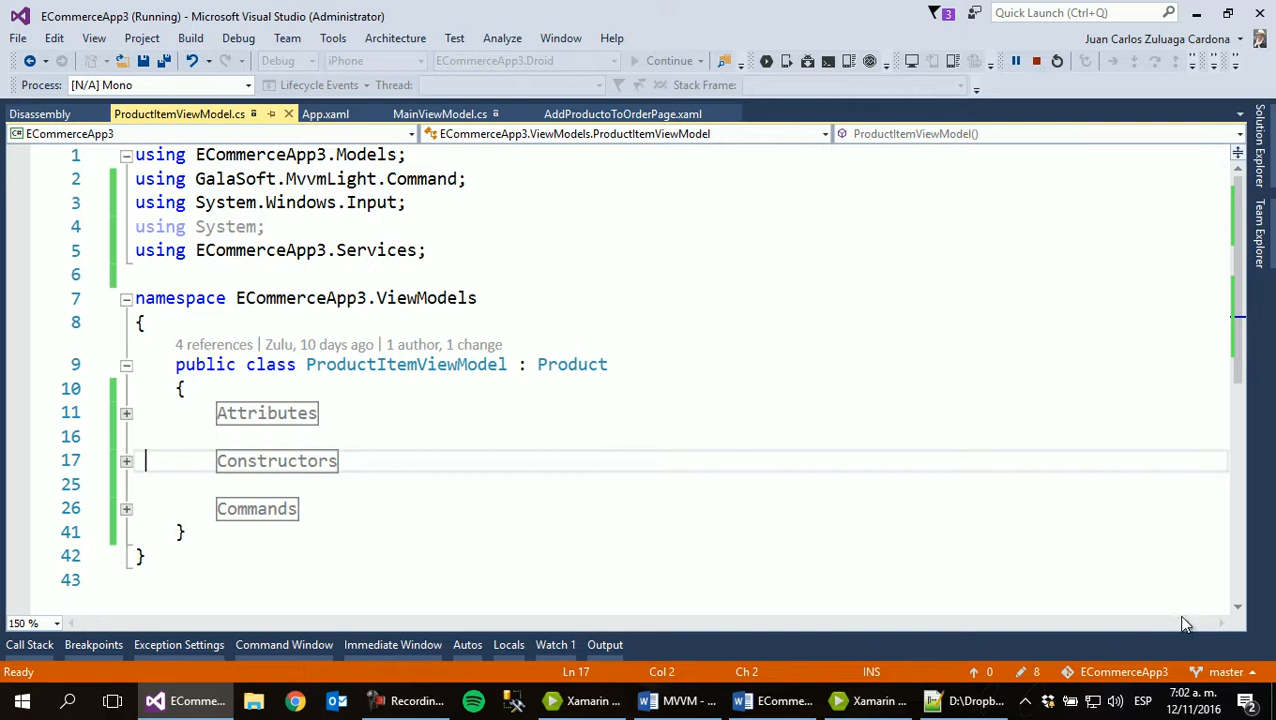 ECommerceApp3 (Running) - Microsoft Visual Studio (Administrator)
3
Quick Launch (Ctrl+Q)
File Edit View Project Build Debug Team Tools Architecture Test Analyze Window Help
Juan Carlos Zuluaga Cardona
Debug iPhone ECommerceApp3.Droid Continue
Process: [N/A] Mono Lifecycle Events Thread: Stack Frame:
Disassembly ProductItemViewModel.cs App.xaml MainViewModel.cs AddProductoToOrderPage.xaml
ECommerceApp3 ECommerceApp3.ViewModels.ProductItemViewModel ProductItemViewModel()
Solution Explorer
Team Explorer
1 using ECommerceApp3.Models;
2 using GalaSoft.MvvmLight.Command;
3 using System.Windows.Input;
4 using System;
5 using ECommerceApp3.Services;
6
7 namespace ECommerceApp3.ViewModels
8 {
4 references | Zulu, 10 days ago | 1 author, 1 change
9 public class ProductItemViewModel : Product
10 {
11 Attributes
16
17 Constructors
25
26 Commands
41 }
42 }
43
150 %
Call Stack Breakpoints Exception Settings Command Window Immediate Window Autos Locals Watch 1 Output
Ready Ln 17 Col 2 Ch 2 INS 0 8 ECommerceApp3 master
EComme... Recording... Xamarin ... MVVM - ... EComme... Xamarin ... D:\Dropb... ESP 7:02 a. m.
12/11/2016 2